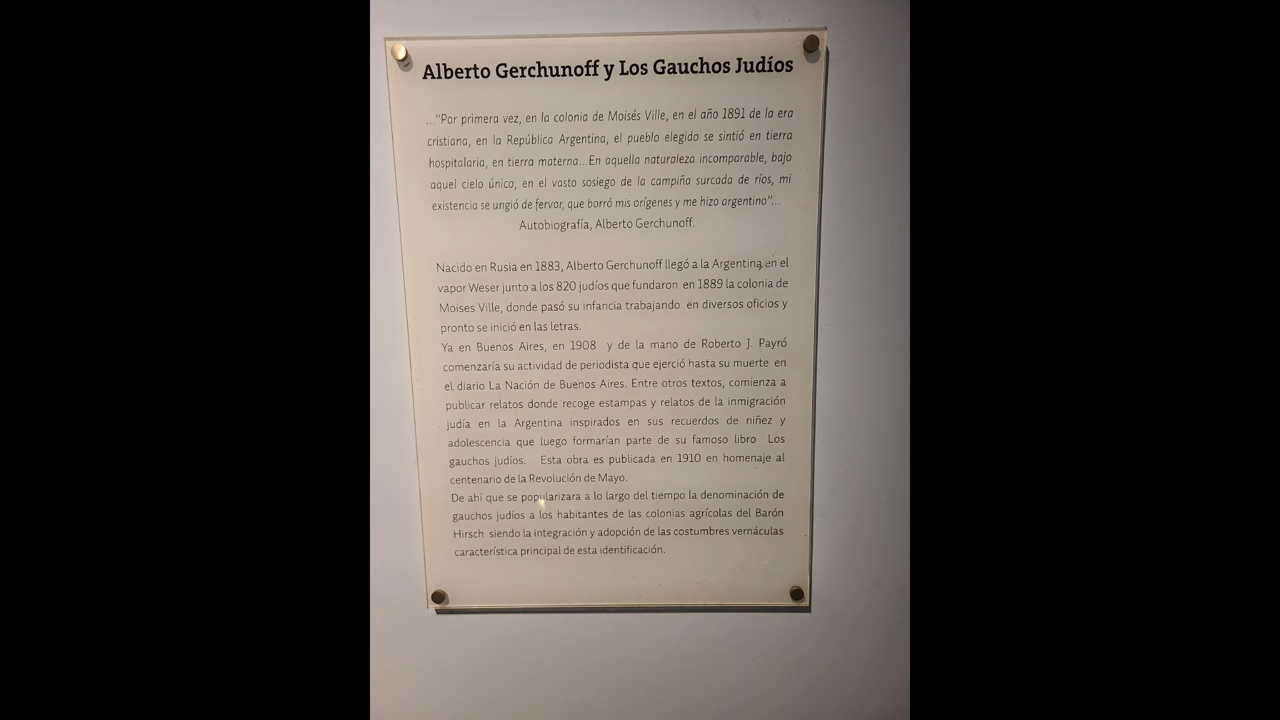 Alberto Gerchunoff y Los Gauchos Judíos
..."Por primera vez, en la colonia de Moisés Ville, en el año 1891 de la era
cristiana, en la República Argentina, el pueblo elegido se sintió en tierra
hospitalaria, en tierra materna...En aquella naturaleza incomparable, bajo
aquel cielo único, en el vasto sosiego de la campiña surcada de ríos, mi
existencia se ungió de fervor, que borró mis orígenes y me hizo argentino"...
Autobiografía, Alberto Gerchunoff.
Nacido en Rusia en 1883, Alberto Gerchunoff llegó a la Argentina en el
vapor Weser junto a los 820 judíos que fundaron en 1889 la colonia de
Moises Ville, donde pasó su infancia trabajando en diversos oficios y
pronto se inició en las letras.
Ya en Buenos Aires, en 1908 y de la mano de Roberto J. Payró
comenzaría su actividad de periodista que ejerció hasta su muerte en
el diario La Nación de Buenos Aires. Entre otros textos, comienza a
publicar relatos donde recoge estampas y relatos de la inmigración
judía en la Argentina inspirados en sus recuerdos de niñez y
adolescencia que luego formarían parte de su famoso libro Los
gauchos judíos. Esta obra es publicada en 1910 en homenaje al
centenario de la Revolución de Mayo.
De ahí que se popularizara a lo largo del tiempo la denominación de
gauchos judíos a los habitantes de las colonias agrícolas del Barón
Hirsch siendo la integración y adopción de las costumbres vernáculas
característica principal de esta identificación.